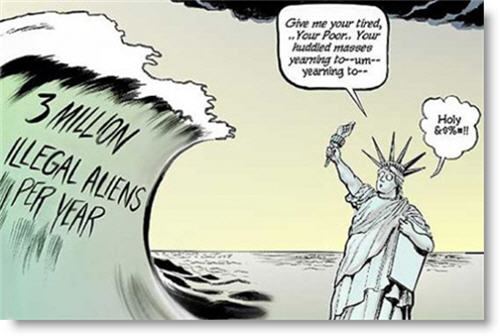 Give me your tired,
..Your Poor.. Your
huddled masses
yearning to--um--
yearning to--
Holy
&@%#!!
3 MILLION
ILLEGAL ALIENS
PER YEAR